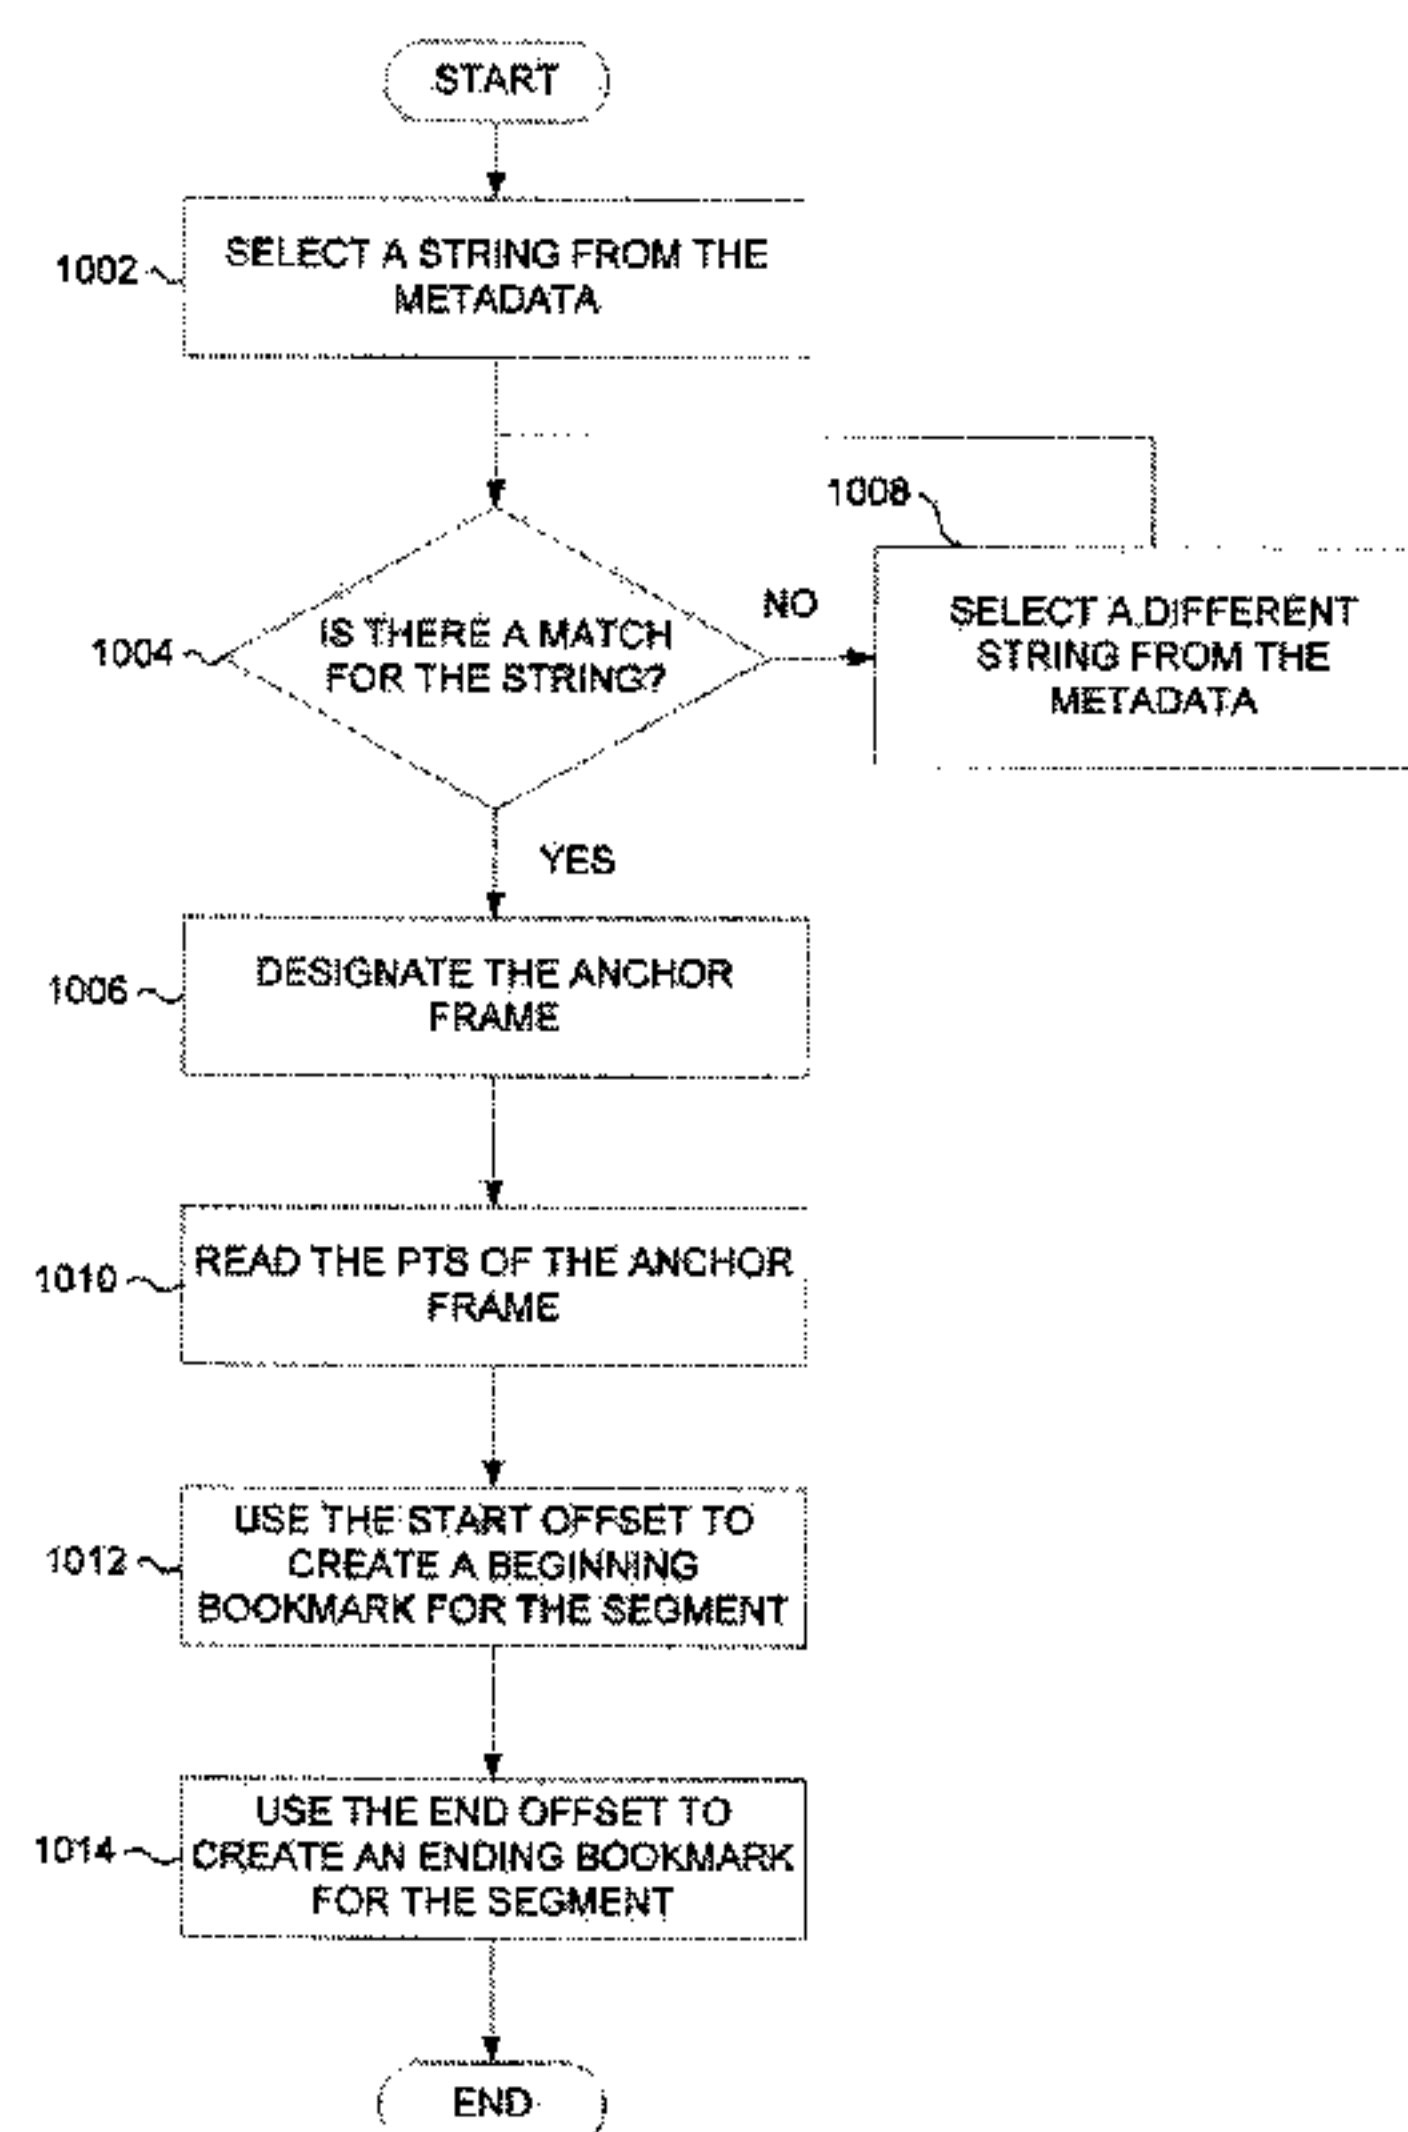 START
1002
SELECT A STRING FROM THE
METADATA
1008
NO
1004
IS THERE A MATCH
FOR THE STRING?
SELECT A DIFFERENT
STRING FROM THE
METADATA
YES
1006
DESIGNATE THE ANCHOR
FRAME
1010
READ THE PTS OF THE ANCHOR
FRAME
1012
USE THE START OFFSET TO
CREATE A BEGINNING
BOOKMARK FOR THE SEGMENT
1014
USE THE END OFFSET TO
CREATE AN ENDING BOOKMARK
FOR THE SEGMENT
END